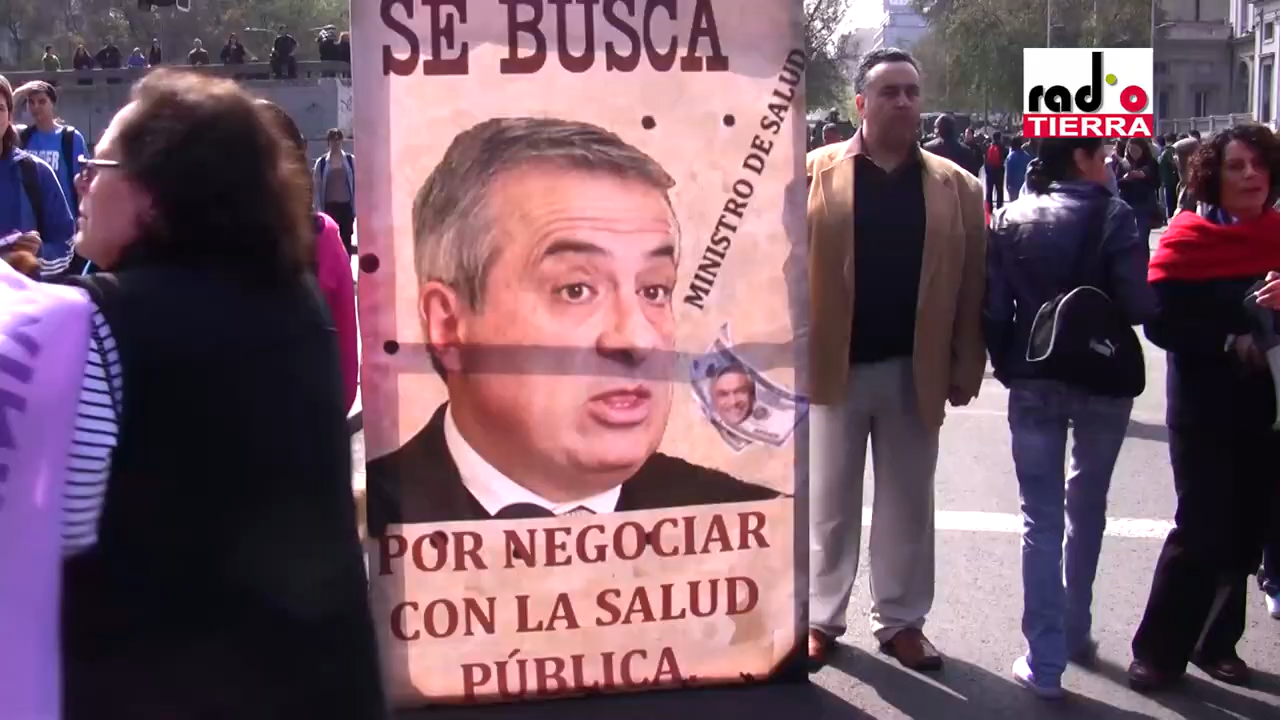 SE BUSCA
MINISTRO DE SALUD
POR NEGOCIAR
CON LA SALUD
PÚBLICA.
radio
TIERRA